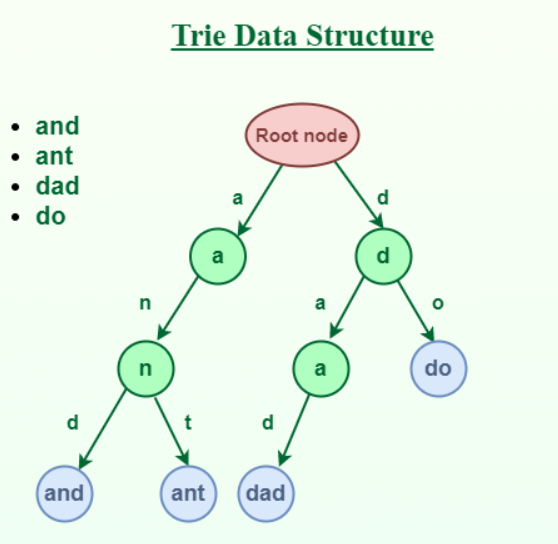 Trie Data Structure
• and
• ant
• dad
• do
Root node
a
d
a
d
n
a
o
n
a
do
d
t
d
and
ant
dad